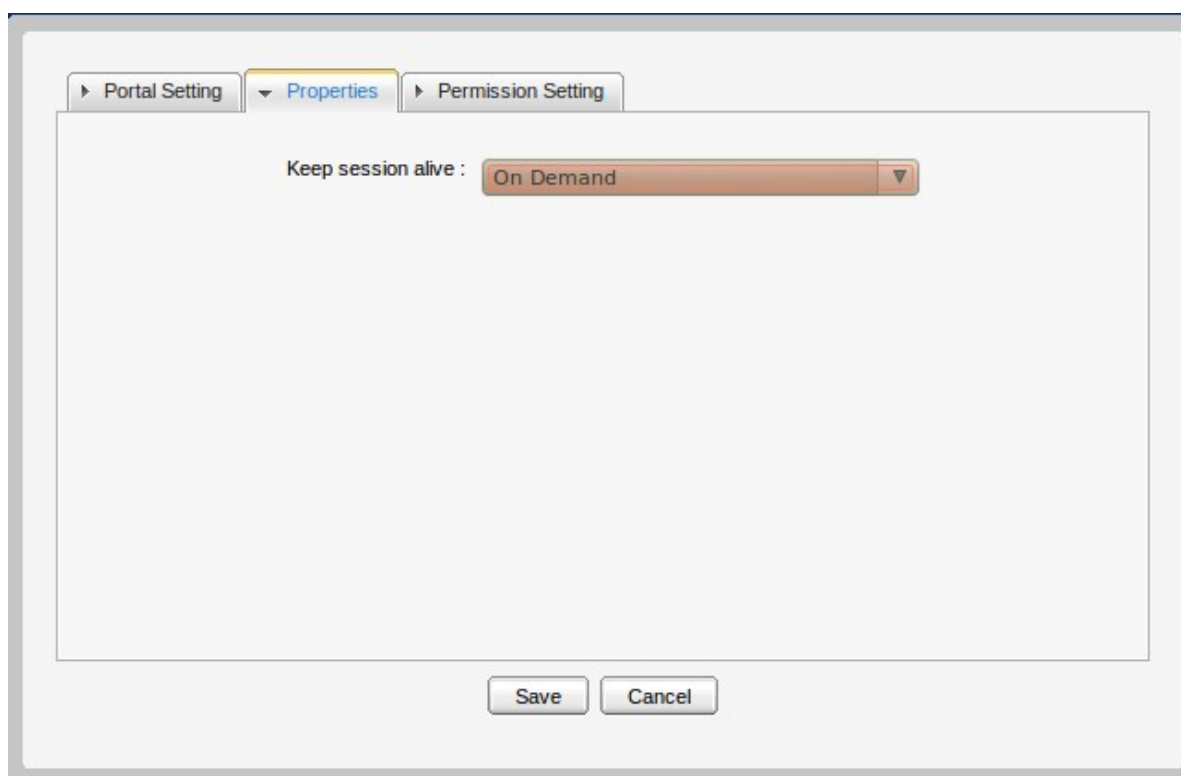 Portal Setting Properties Permission Setting
Keep session alive : On Demand
Save Cancel